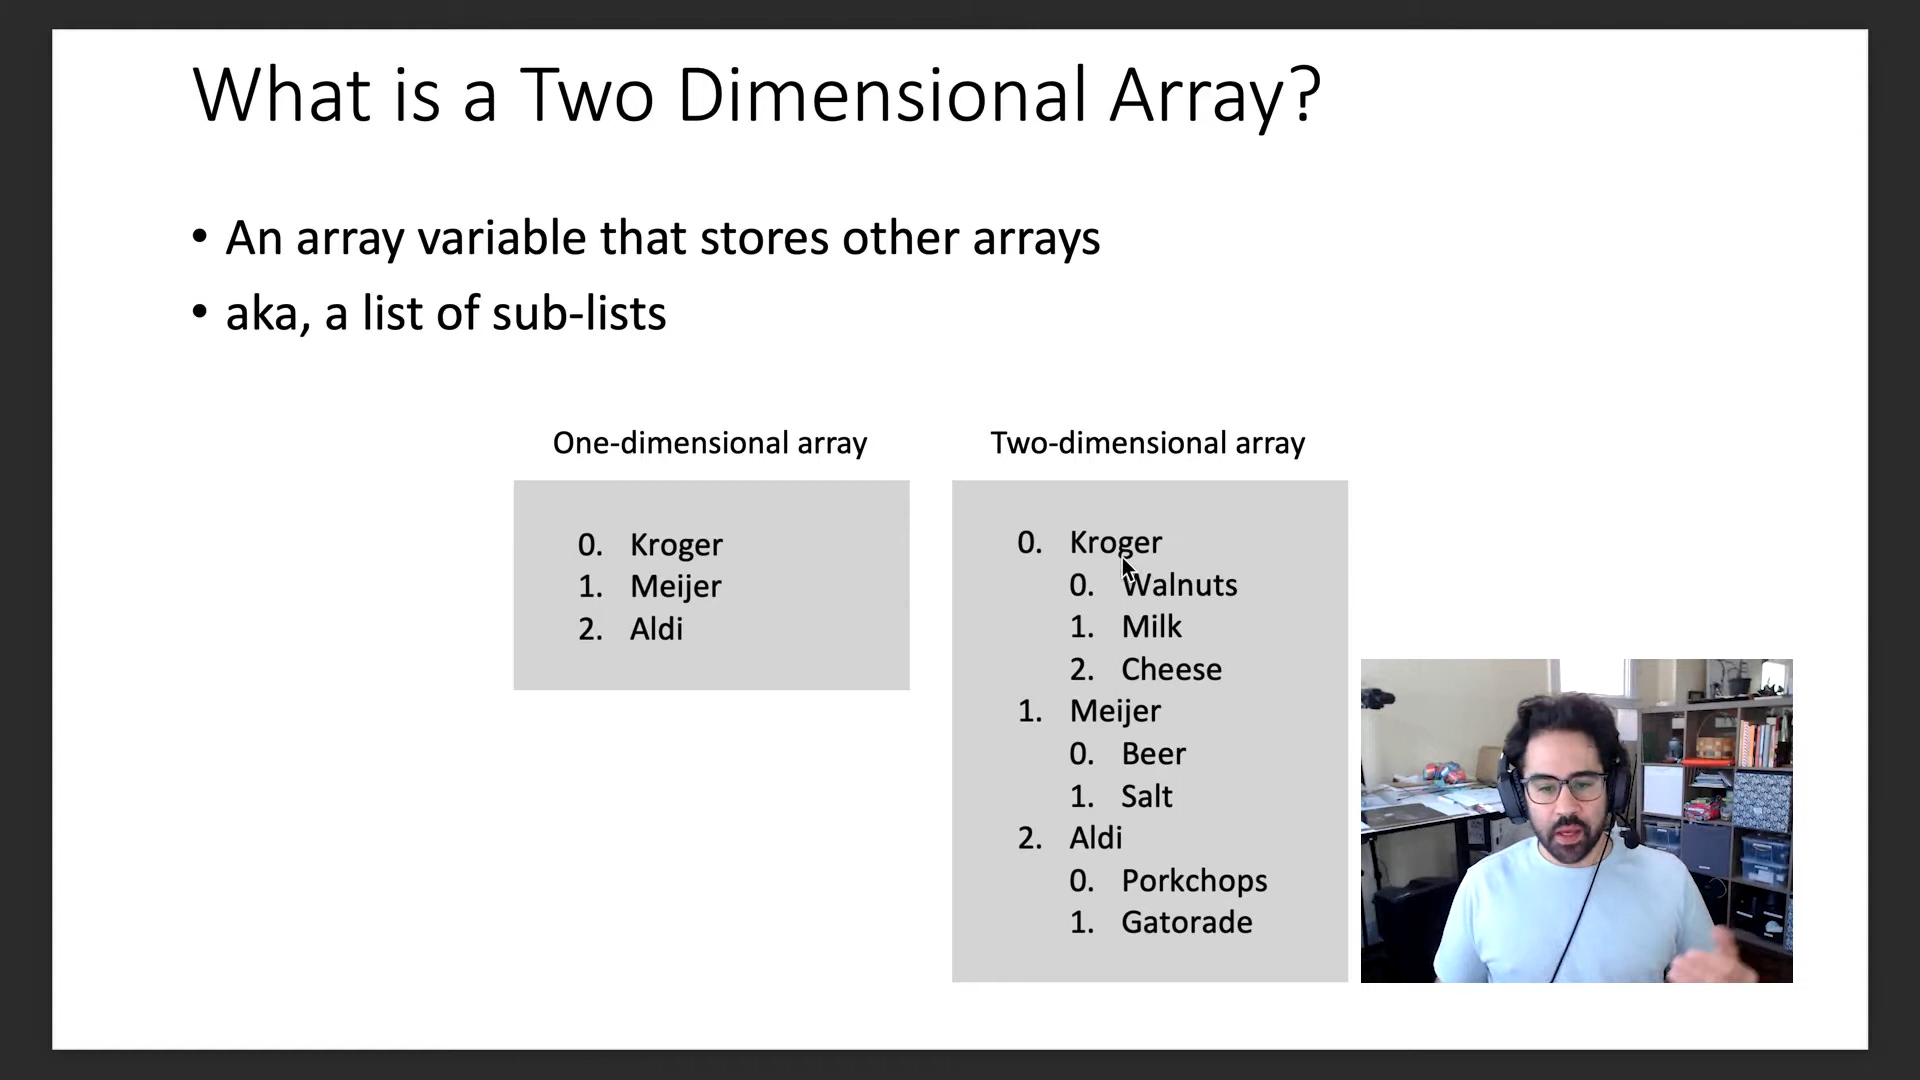 What is a Two Dimensional Array?
• An array variable that stores other arrays
• aka, a list of sub-lists
One-dimensional array
0. Kroger
1. Meijer
2. Aldi
Two-dimensional array
0. Kroger
0. Walnuts
1. Milk
2. Cheese
1. Meijer
0. Beer
1. Salt
2. Aldi
0. Porkchops
1. Gatorade